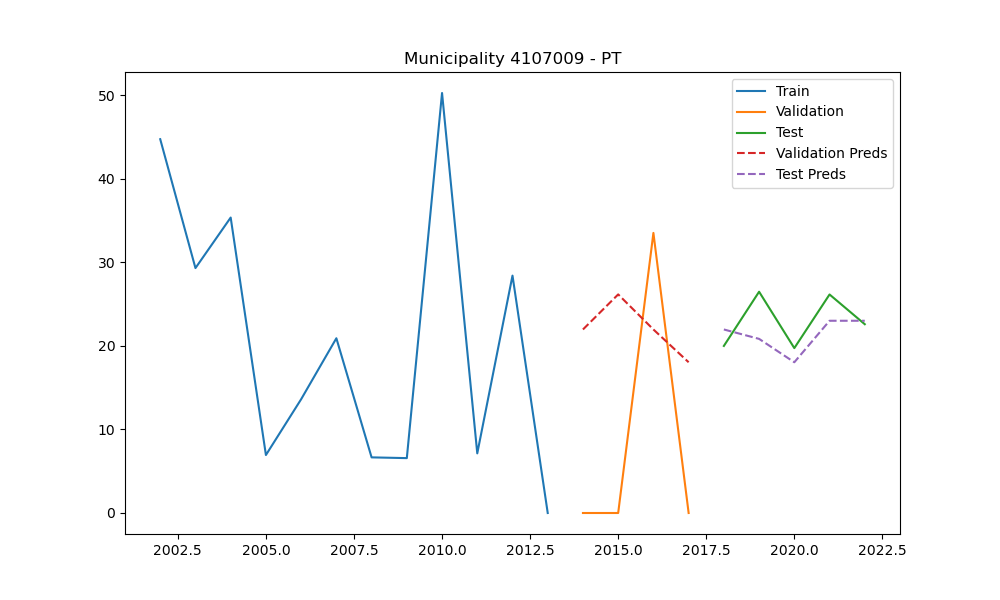 Municipality 4107009 - PT
Train
Validation
Test
Validation Preds
Test Preds
50
40
30
20
10
0
2002.5 2005.0 2007.5 2010.0 2012.5 2015.0 2017.5 2020.0 2022.5